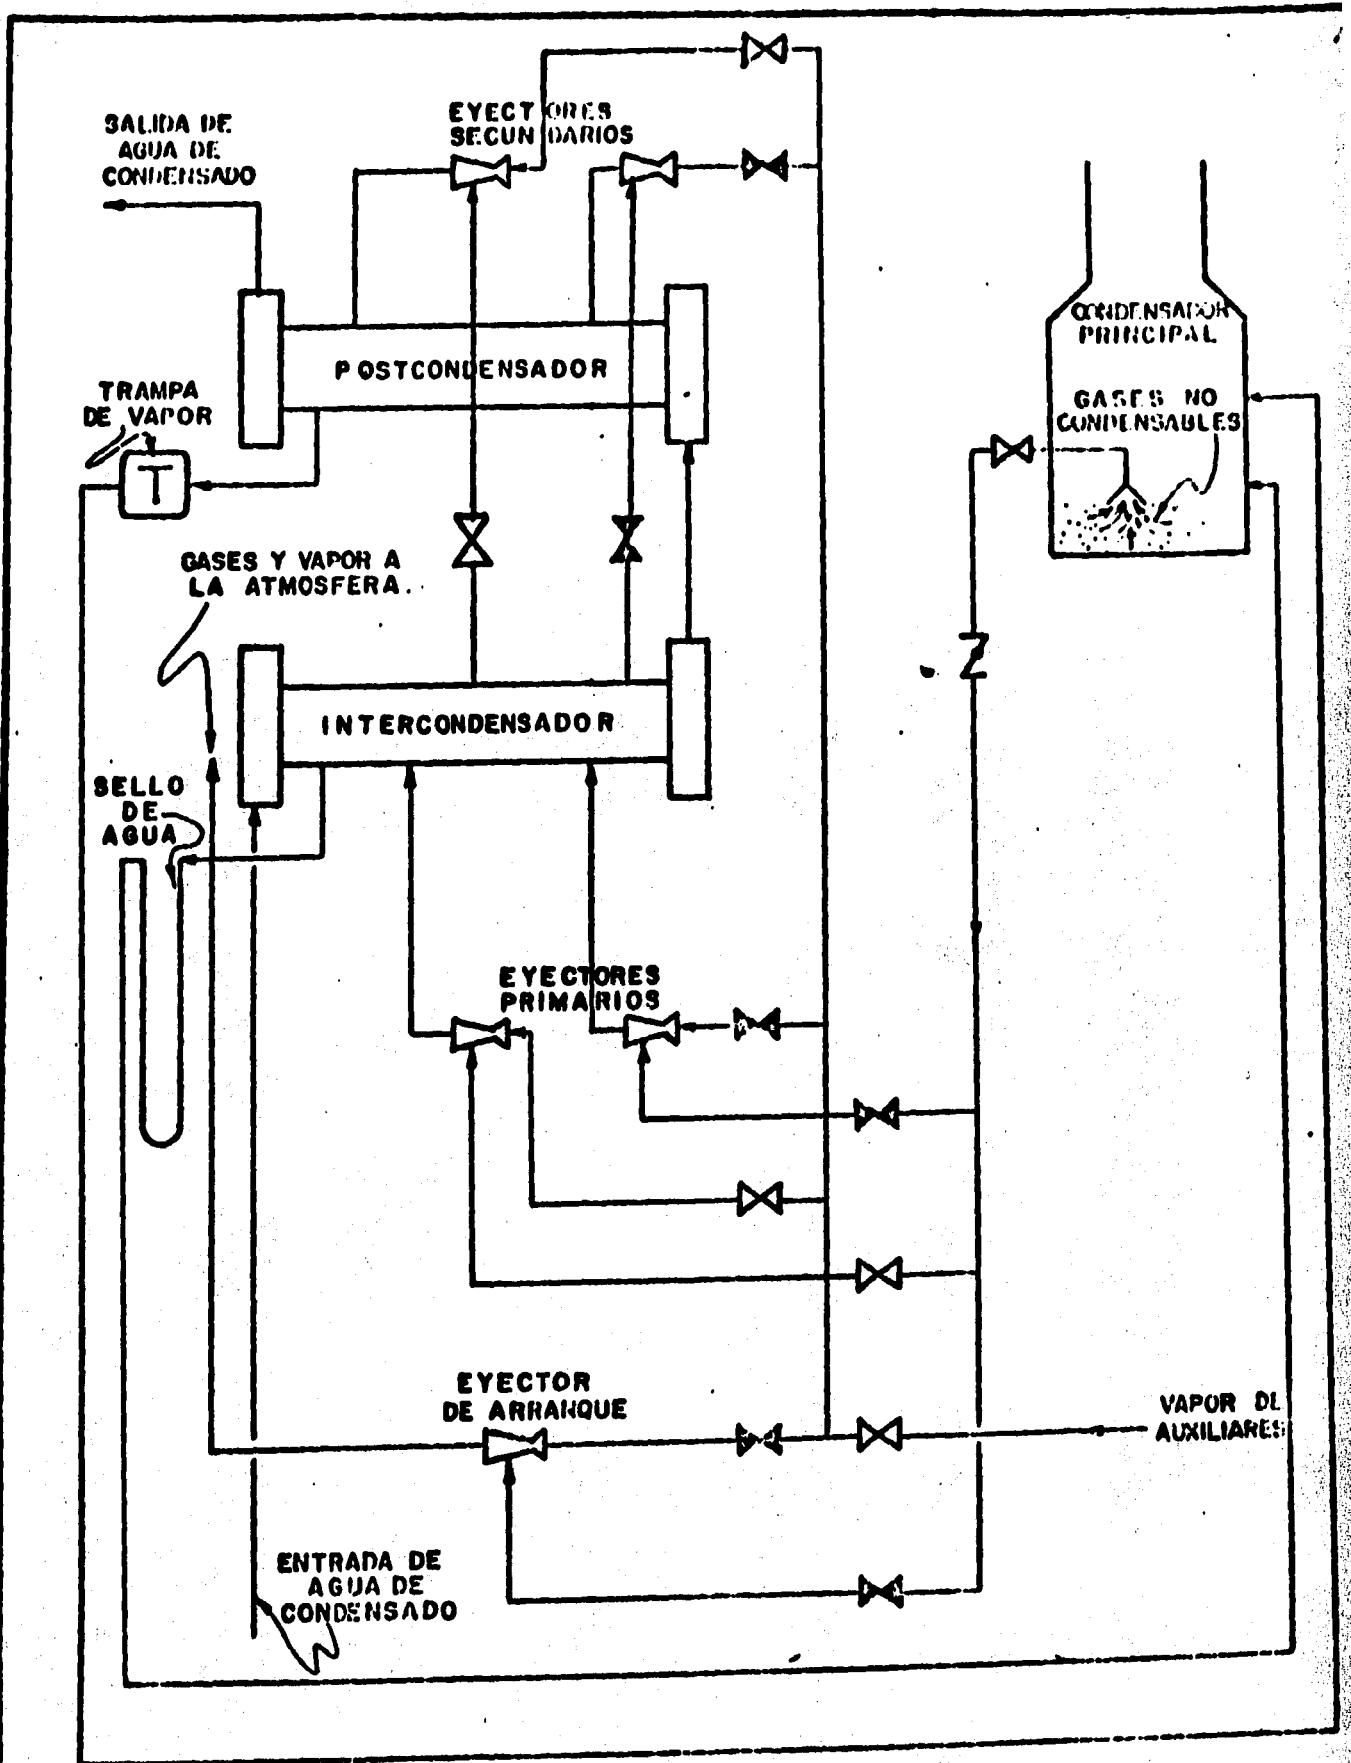 EYECTORES
SECUNDARIOS
SALIDA DE
AGUA DE
CONDENSADO
CONDENSADOR
PRINCIPAL
POSTCONDENSADOR
TRAMPA
DE VAPOR
T
GASES NO
CONDENSABLES
GASES Y VAPOR A
LA ATMOSFERA.
INTERCONDENSADOR
SELLO
DE
AGUA
EYECTORES
PRIMARIOS
EYECTOR
DE ARRANQUE
VAPOR DE
AUXILIARES
ENTRADA DE
AGUA DE
CONDENSADO